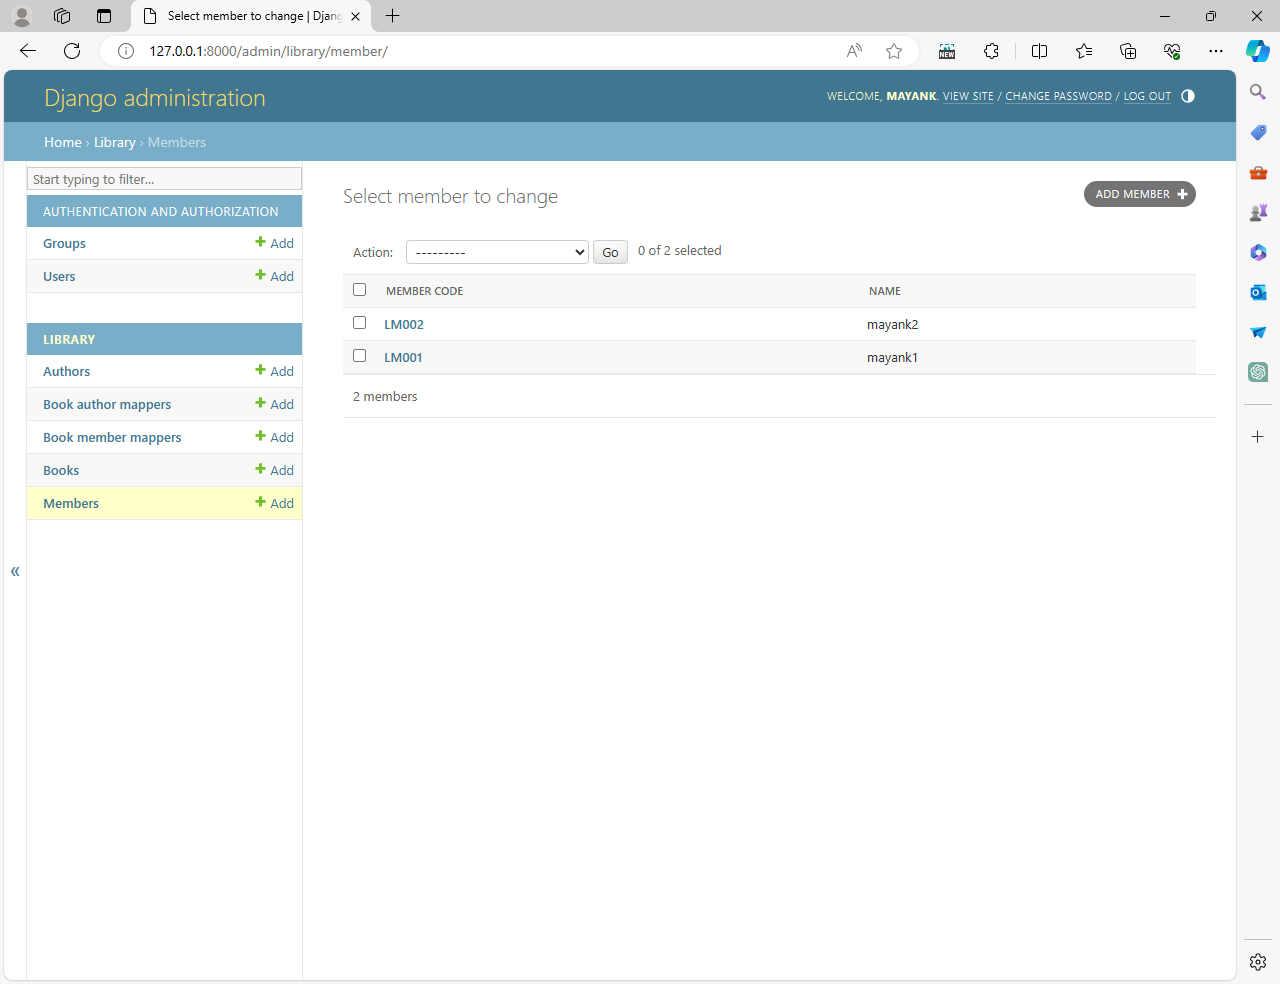 Select member to change | Djang
127.0.0.1:8000/admin/library/member/
NEW
Django administration
WELCOME, MAYANK. VIEW SITE / CHANGE PASSWORD / LOG OUT
Home › Library › Members
Start typing to filter...
AUTHENTICATION AND AUTHORIZATION
Groups + Add
Users + Add
LIBRARY
Authors + Add
Book author mappers + Add
Book member mappers + Add
Books + Add
Members + Add
«
Select member to change
ADD MEMBER +
Action: --------- Go 0 of 2 selected
MEMBER CODE NAME
LM002 mayank2
LM001 mayank1
2 members